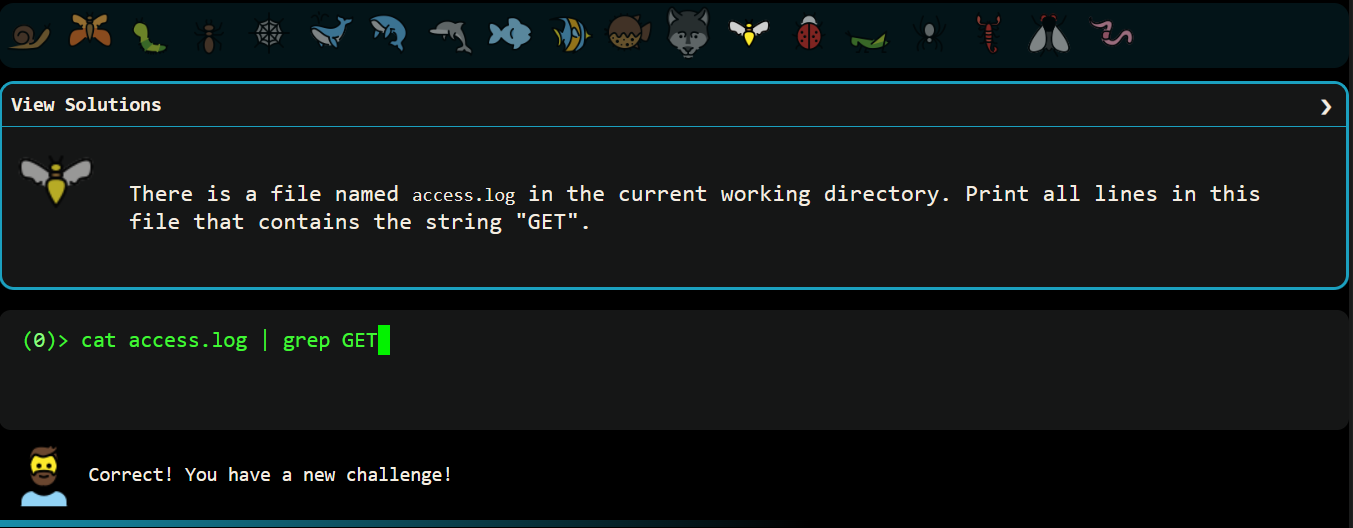 View Solutions
There is a file named access.log in the current working directory. Print all lines in this
file that contains the string "GET".
(0)> cat access.log | grep GET
Correct! You have a new challenge!